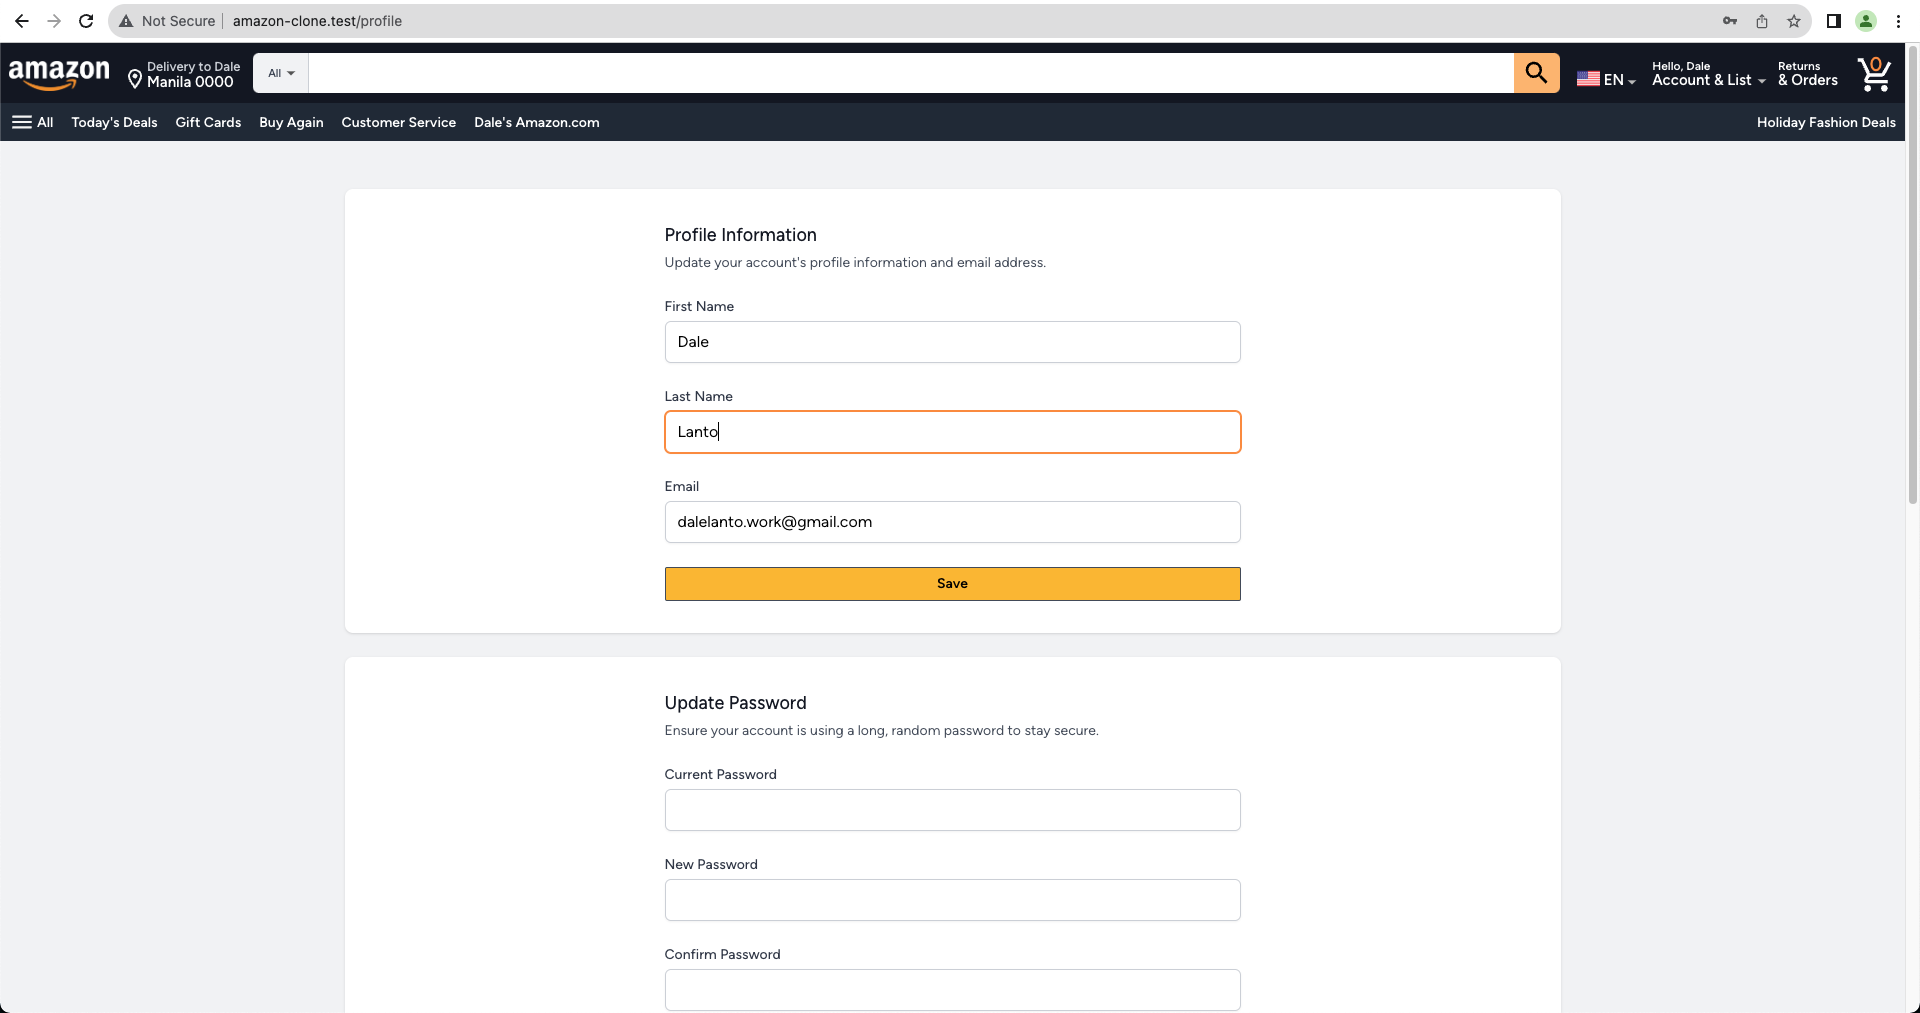 Not Secure amazon-clone.test/profile
amazon
Delivery to Dale
Manila 0000
All
EN
Hello, Dale
Account & List
Returns
& Orders
0
All Today's Deals Gift Cards Buy Again Customer Service Dale's Amazon.com Holiday Fashion Deals
Profile Information
Update your account's profile information and email address.
First Name
Dale
Last Name
Lanto
Email
dalelanto.work@gmail.com
Save
Update Password
Ensure your account is using a long, random password to stay secure.
Current Password
New Password
Confirm Password